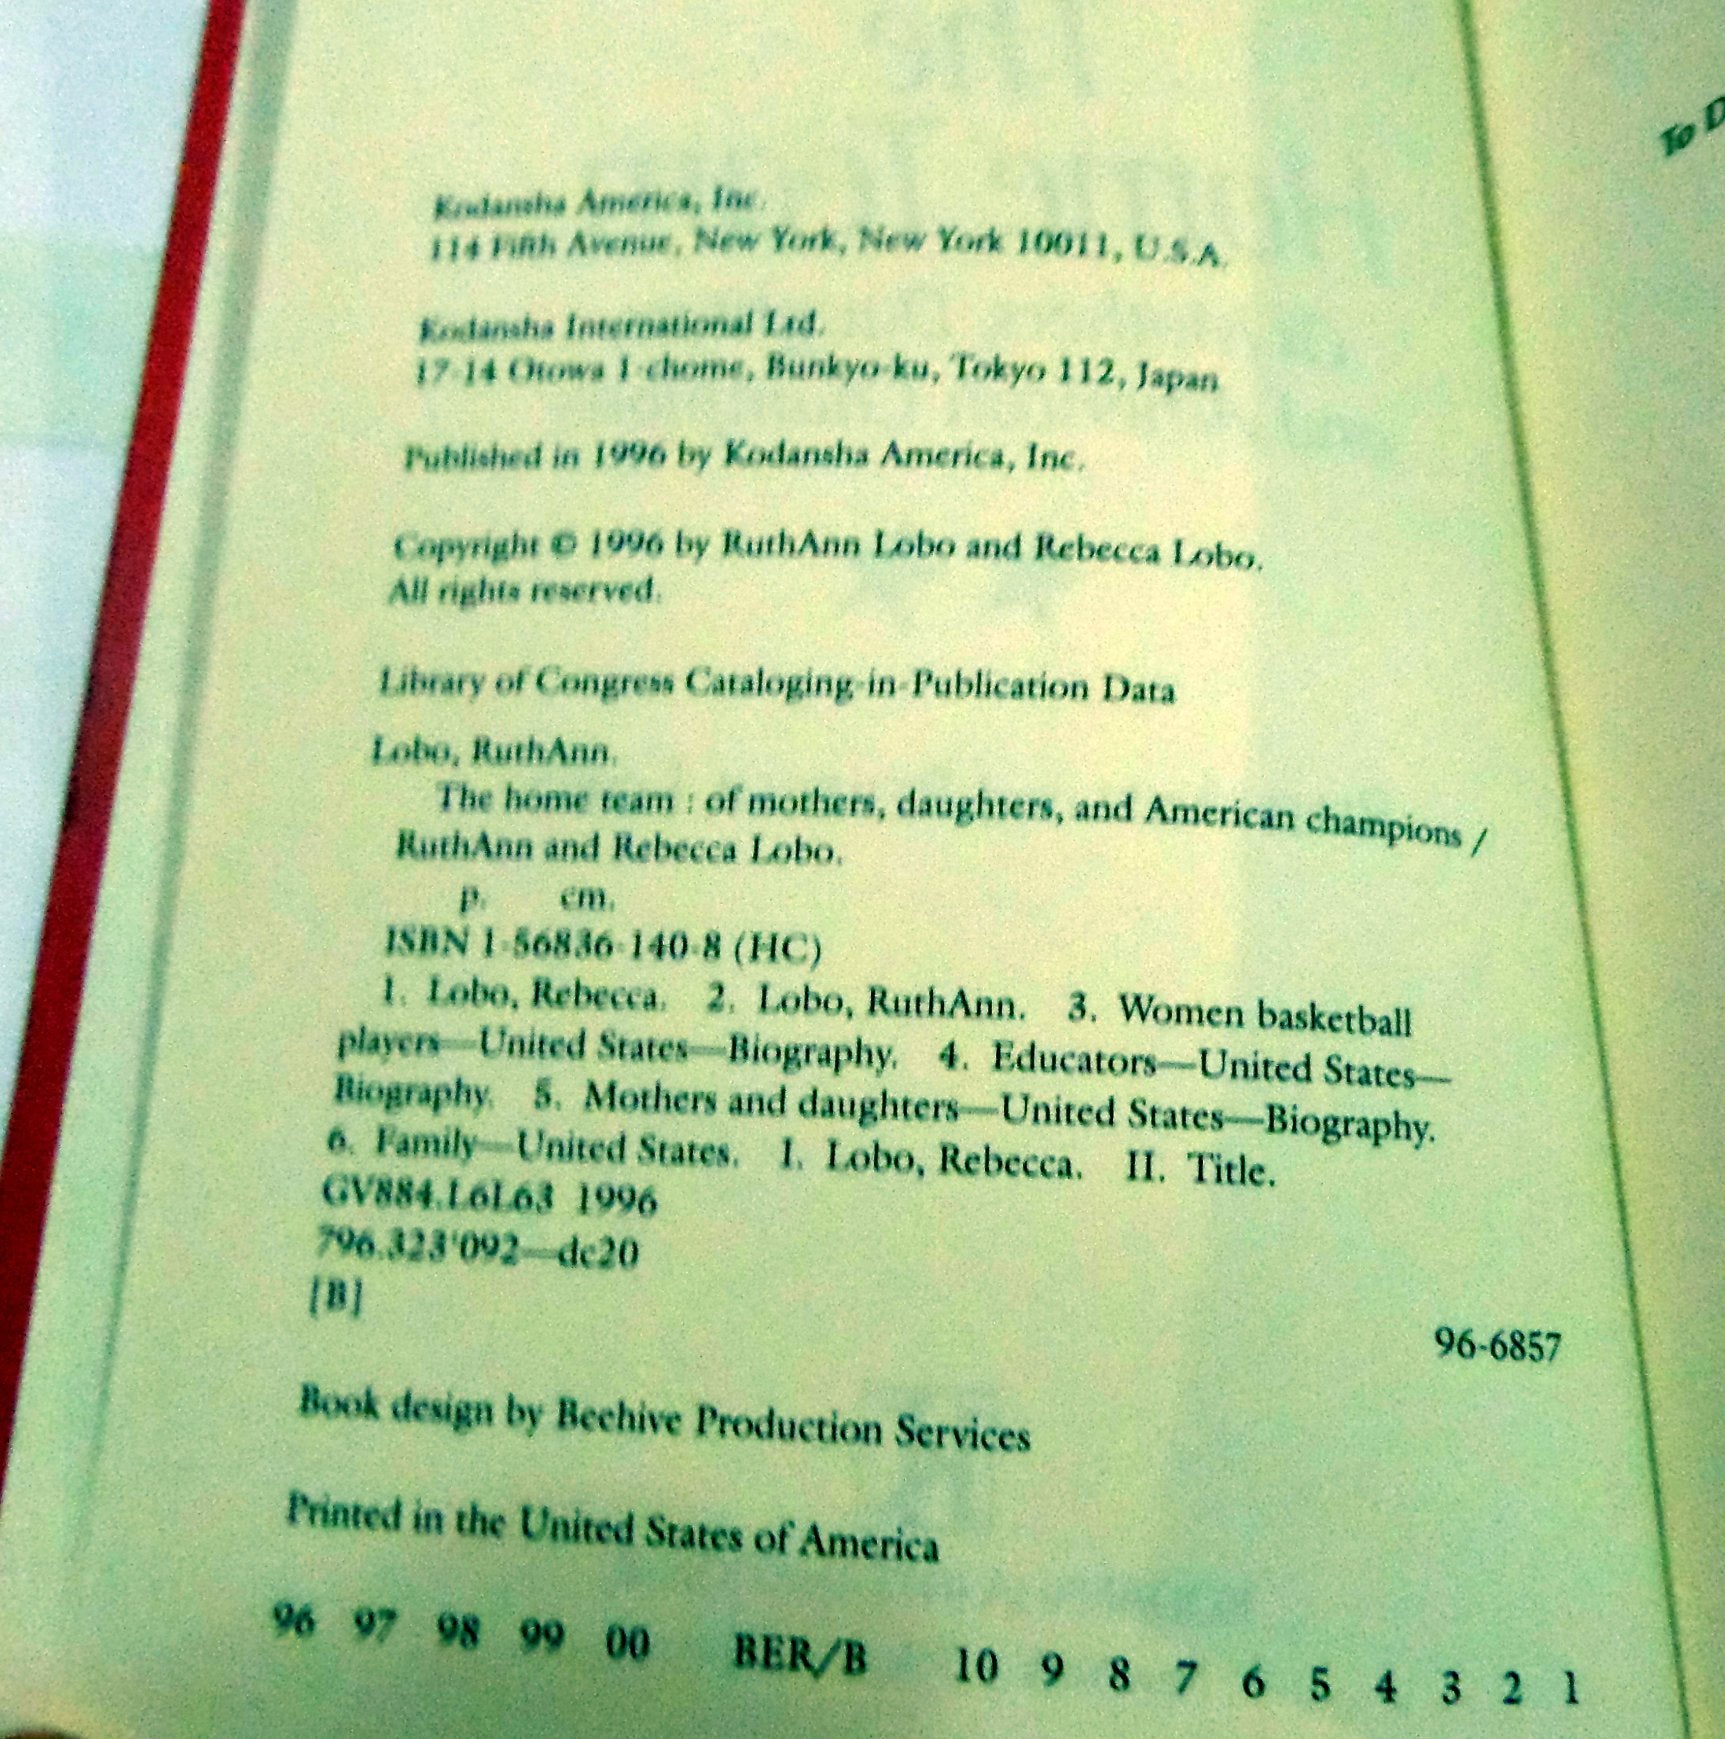 Kodansha America, Inc.
114 Fifth Avenue, New York, New York 10011, U.S.A.
Kodansha International Ltd.
17-14 Otowa 1-chome, Bunkyo-ku, Tokyo 112, Japan
Published in 1996 by Kodansha America, Inc.
Copyright © 1996 by RuthAnn Lobo and Rebecca Lobo.
All rights reserved.
Library of Congress Cataloging-in-Publication Data
Lobo, RuthAnn.
The home team : of mothers, daughters, and American champions /
RuthAnn and Rebecca Lobo.
p. cm.
ISBN 1-56836-140-8 (HC)
1. Lobo, Rebecca. 2. Lobo, RuthAnn. 3. Women basketball
players—United States—Biography. 4. Educators—United States—
Biography. 5. Mothers and daughters—United States—Biography.
6. Family—United States. I. Lobo, Rebecca. II. Title.
GV884.L6L63 1996
796.323'092—dc20
[B]
96-6857
Book design by Beehive Production Services
Printed in the United States of America
96 97 98 99 00 BER/B 10 9 8 7 6 5 4 3 2 1
To